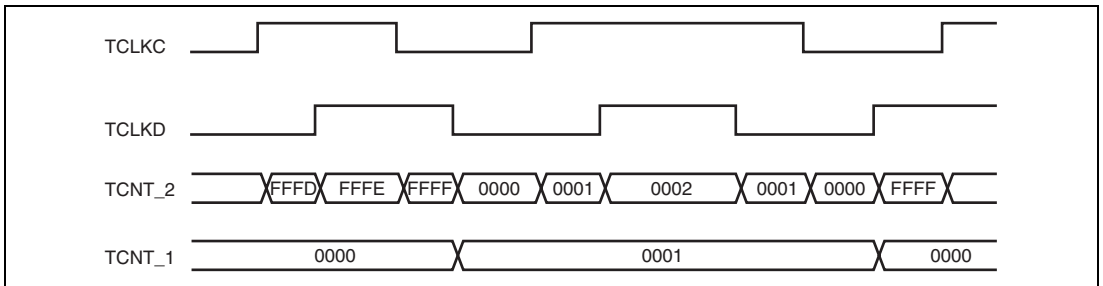 TCLKC
TCLKD
TCNT_2 FFFD FFFE FFFF 0000 0001 0002 0001 0000 FFFF
TCNT_1 0000 0001 0000